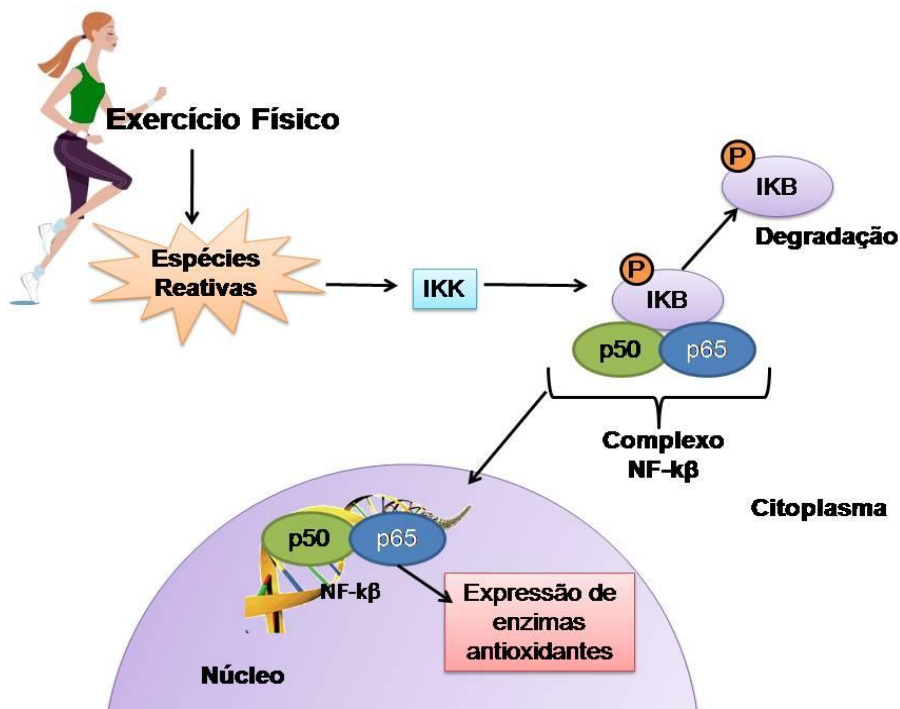 Exercício Físico
Espécies
Reativas
IKK
P
IKB
Degradação
P
IKB
p50
p65
Complexo
NF-kβ
Citoplasma
p50
p65
NF-kβ
Expressão de
enzimas
antioxidantes
Núcleo